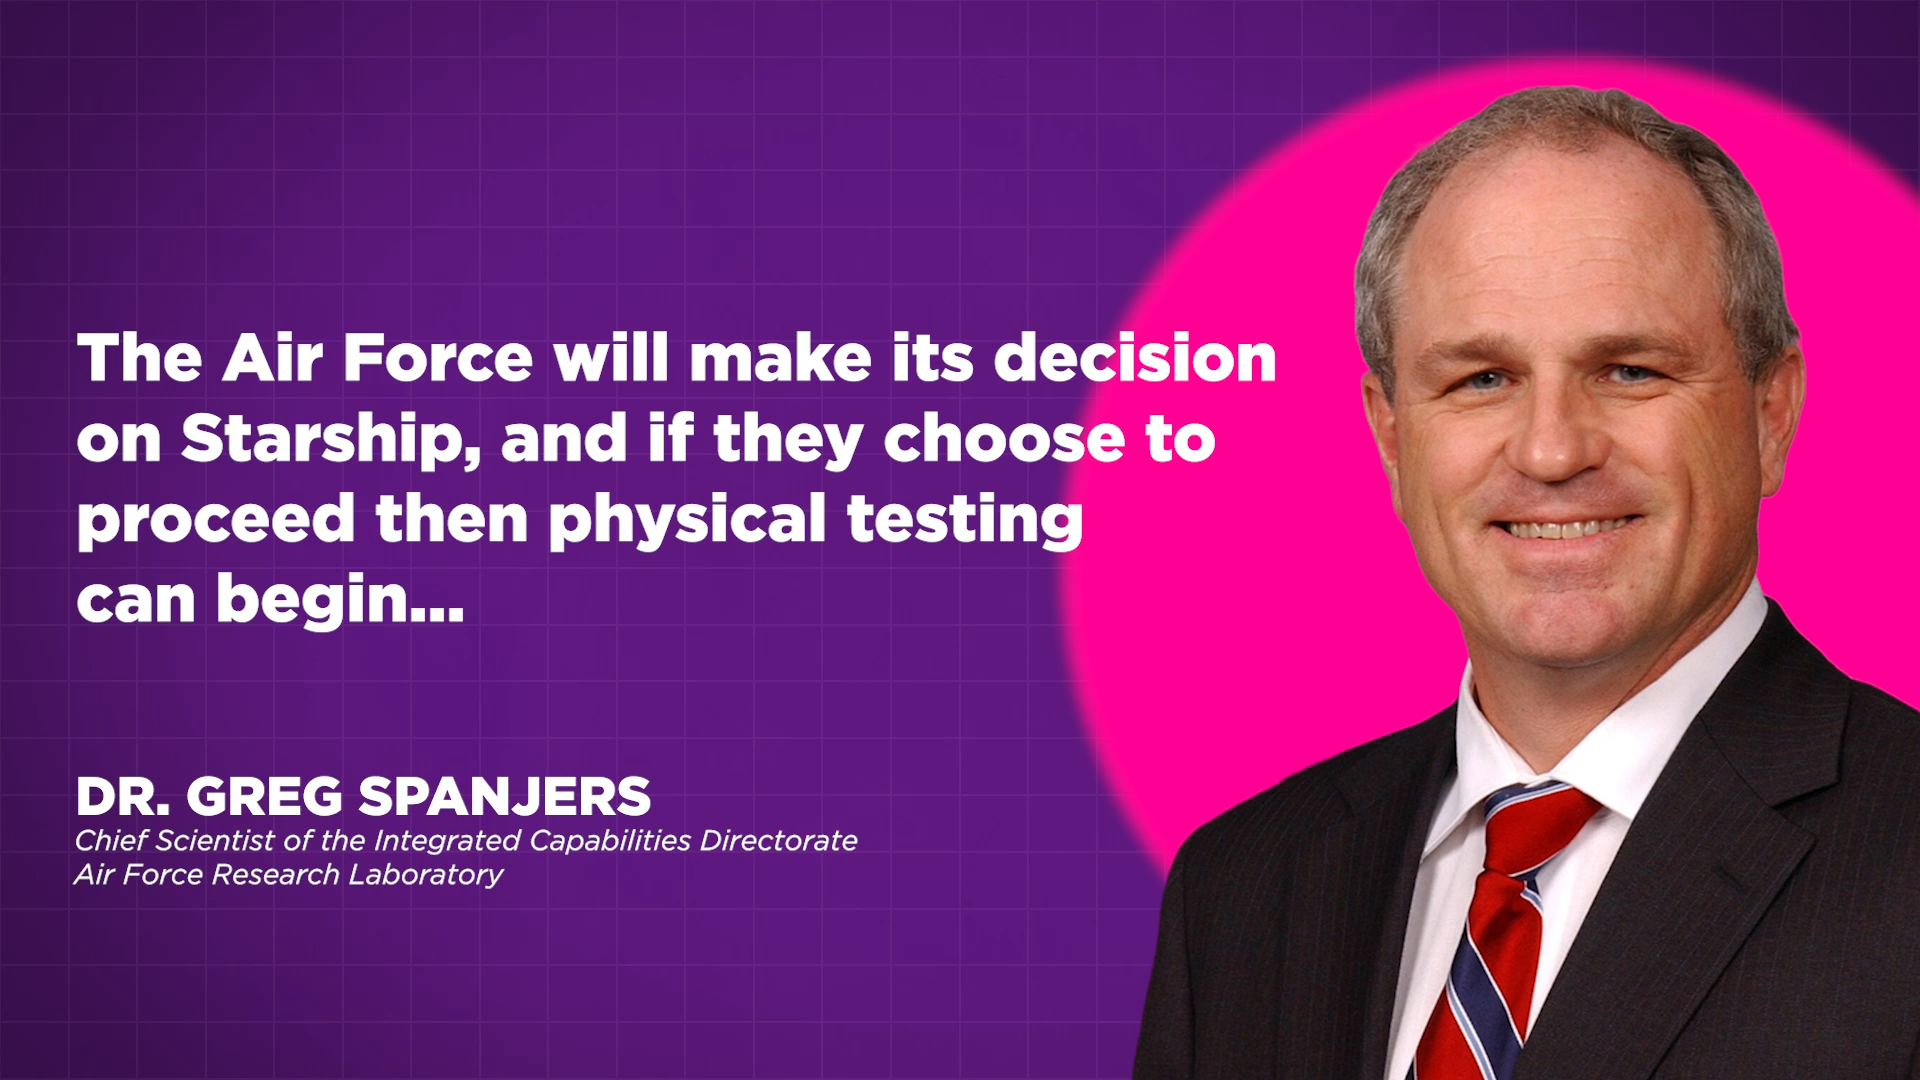 The Air Force will make its decision
on Starship, and if they choose to
proceed then physical testing
can begin...
DR. GREG SPANJERS
Chief Scientist of the Integrated Capabilities Directorate
Air Force Research Laboratory